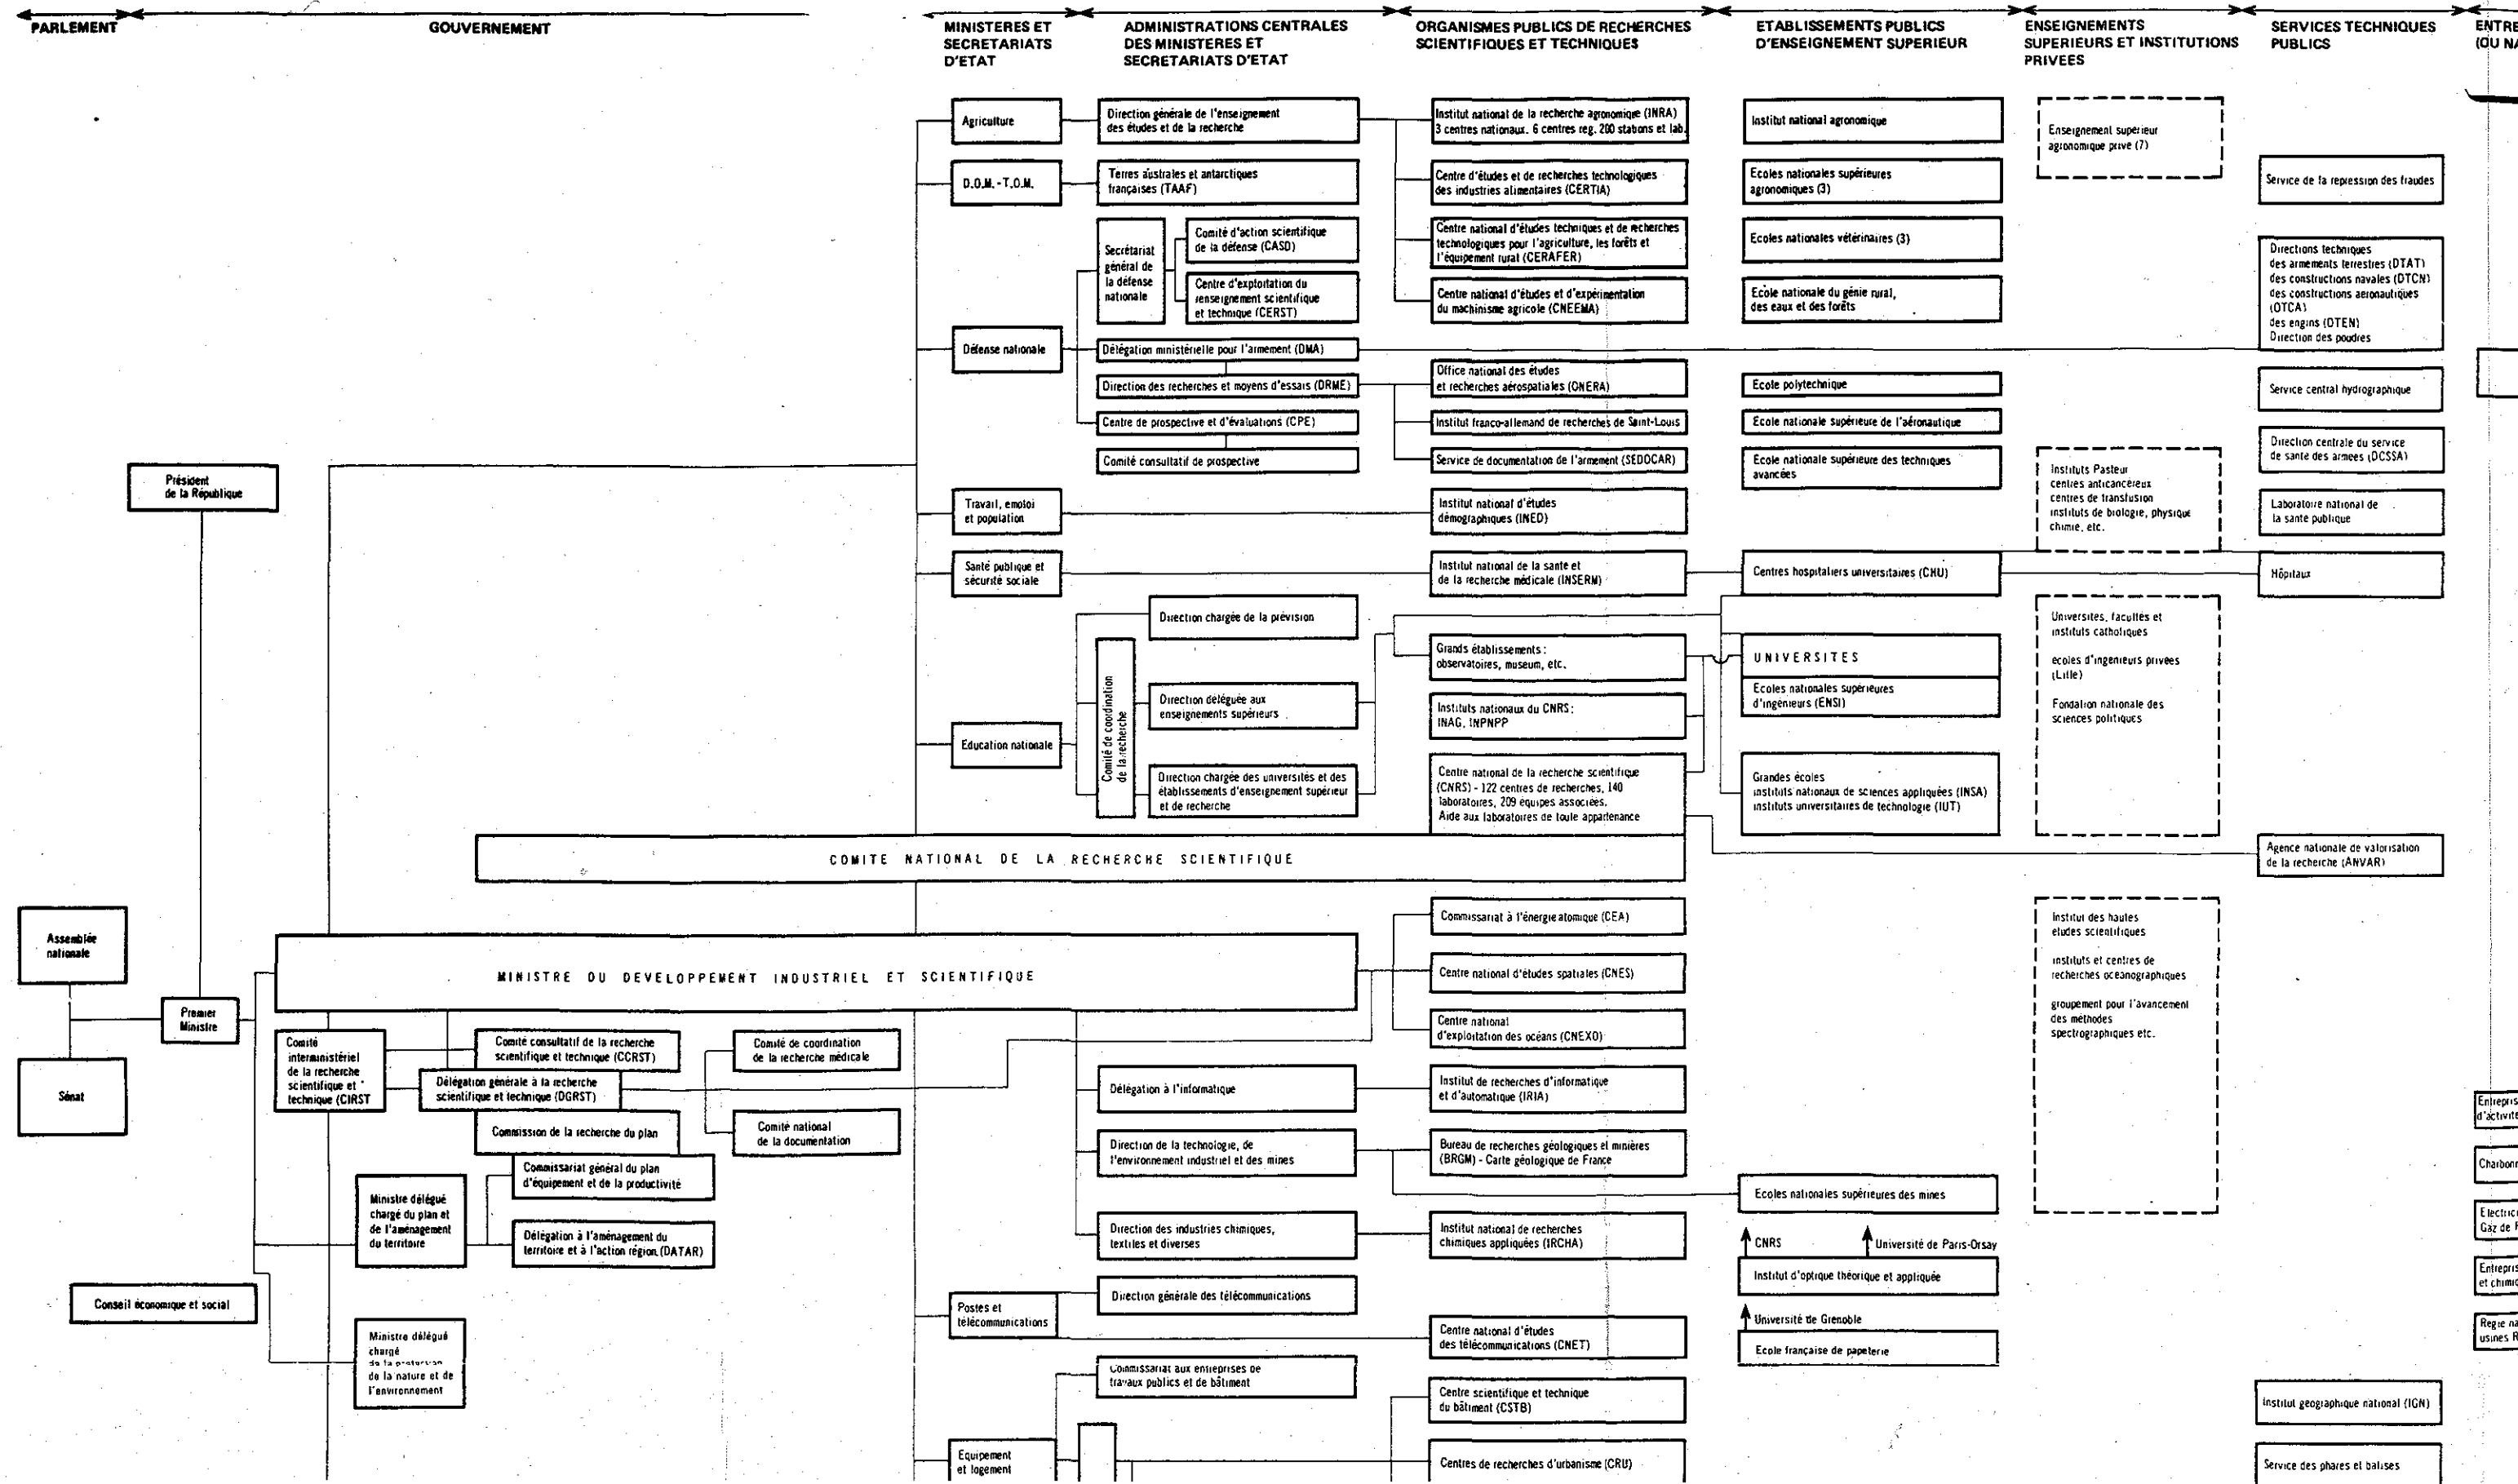 PARLEMENT
GOUVERNEMENT
MINISTERES ET
SECRETARIATS
D'ETAT
ADMINISTRATIONS CENTRALES
DES MINISTERES ET
SECRETARIATS D'ETAT
ORGANISMES PUBLICS DE RECHERCHES
SCIENTIFIQUES ET TECHNIQUES
ETABLISSEMENTS PUBLICS
D'ENSEIGNEMENT SUPERIEUR
ENSEIGNEMENTS
SUPERIEURS ET INSTITUTIONS
PRIVEES
SERVICES TECHNIQUES
PUBLICS
ENTRE
(OU NA
Agriculture
Direction générale de l'enseignement
des études et de la recherche
Institut national de la recherche agronomique (INRA)
3 centres nationaux. 6 centres reg. 200 stations et lab.
Institut national agronomique
Enseignement supérieur
agronomique privé (7)
D.O.M. - T.O.M.
Terres australes et antarctiques
françaises (TAAF)
Centre d'études et de recherches technologiques
des industries alimentaires (CERTIA)
Ecoles nationales supérieures
agronomiques (3)
Service de la repression des fraudes
Secrétariat
général de
la défense
nationale
Comité d'action scientifique
de la défense (CASD)
Centre d'exploitation du
renseignement scientifique
et technique (CERST)
Centre national d'études techniques et de recherches
technologiques pour l'agriculture, les forêts et
l'équipement rural (CERAFER)
Ecoles nationales vétérinaires (3)
Centre national d'études et d'expérimentation
du machinisme agricole (CNEEMA)
Ecole nationale du génie rural,
des eaux et des forêts
Directions techniques
des armements terrestres (DTAT)
des constructions navales (DTCN)
des constructions aeronautiques
(OTCA)
des engins (DTEN)
Direction des poudres
Défense nationale
Délégation ministérielle pour l'armement (DMA)
Direction des recherches et moyens d'essais (DRME)
Office national des études
et recherches aérospatiales (ONERA)
Ecole polytechnique
Service central hydrographique
Centre de prospective et d'évaluations (CPE)
Institut franco-allemand de recherches de Saint-Louis
Ecole nationale supérieure de l'aéronautique
Comité consultatif de prospective
Service de documentation de l'armement (SEDOCAR)
Ecole nationale supérieure des techniques
avancées
Direction centrale du service
de santé des armées (DCSSA)
Président
de la République
Instituts Pasteur
centres anticancéreux
centres de transfusion
instituts de biologie, physique
chimie, etc.
Travail, emploi
et population
Institut national d'études
démographiques (INED)
Laboratoire national de
la santé publique
Santé publique et
sécurité sociale
Institut national de la sante et
de la recherche médicale (INSERM)
Centres hospitaliers universitaires (CHU)
Hôpitaux
Education nationale
Comité de coordination
de la recherche
Direction chargée de la prévision
Direction déléguée aux
enseignements supérieurs
Direction chargée des universités et des
établissements d'enseignement supérieur
et de recherche
Grands établissements :
observatoires, museum, etc.
Instituts nationaux du CNRS :
INAG, INPNPP
Centre national de la recherche scientifique
(CNRS) - 122 centres de recherches, 140
laboratoires, 209 équipes associées.
Aide aux laboratoires de toute appartenance
UNIVERSITES
Ecoles nationales supérieures
d'ingénieurs (ENSI)
Grandes écoles
instituts nationaux de sciences appliquées (INSA)
instituts universitaires de technologie (IUT)
Universités, facultés et
instituts catholiques
ecoles d'ingénieurs privées
(Lille)
Fondation nationale des
sciences politiques
COMITE NATIONAL DE LA RECHERCHE SCIENTIFIQUE
Agence nationale de valorisation
de la recherche (ANVAR)
Assemblée
nationale
Sénat
Premier
Ministre
MINISTRE DU DEVELOPPEMENT INDUSTRIEL ET SCIENTIFIQUE
Commissariat à l'énergie atomique (CEA)
Centre national d'études spatiales (CNES)
Centre national
d'exploitation des océans (CNEXO)
Institut des hautes
études scientifiques
instituts et centres de
recherches océanographiques
groupement pour l'avancement
des méthodes
spectrographiques etc.
Comité
interministériel
de la recherche
scientifique et
technique (CIRST
Comité consultatif de la recherche
scientifique et technique (CCRST)
Délégation générale à la recherche
scientifique et technique (DGRST)
Commission de la recherche du plan
Comité de coordination
de la recherche médicale
Comité national
de la documentation
Délégation à l'informatique
Institut de recherches d'informatique
et d'automatique (IRIA)
Direction de la technologie, de
l'environnement industriel et des mines
Bureau de recherches géologiques et minières
(BRGM) - Carte géologique de France
Ecoles nationales supérieures des mines
Ministre délégué
chargé du plan et
de l'aménagement
du territoire
Commissariat général du plan
d'équipement et de la productivité
Délégation à l'aménagement du
territoire et à l'action région. (DATAR)
Direction des industries chimiques,
textiles et diverses
Institut national de recherches
chimiques appliquées (IRCHA)
CNRS
Université de Paris-Orsay
Institut d'optique théorique et appliquée
Conseil économique et social
Postes et
télécommunications
Direction générale des télécommunications
Centre national d'études
des télécommunications (CNET)
Université de Grenoble
Ecole française de papeterie
Ministre délégué
chargé
de la protection
de la nature et de
l'environnement
Commissariat aux entreprises de
travaux publics et de bâtiment
Centre scientifique et technique
du bâtiment (CSTB)
Institut géographique national (IGN)
Equipement
et logement
Centres de recherches d'urbanisme (CRU)
Service des phares et balises
Entrepris
d'activité
Charbonn
Electrici
Gaz de F
Entrepris
et chimiq
Regie na
usines R